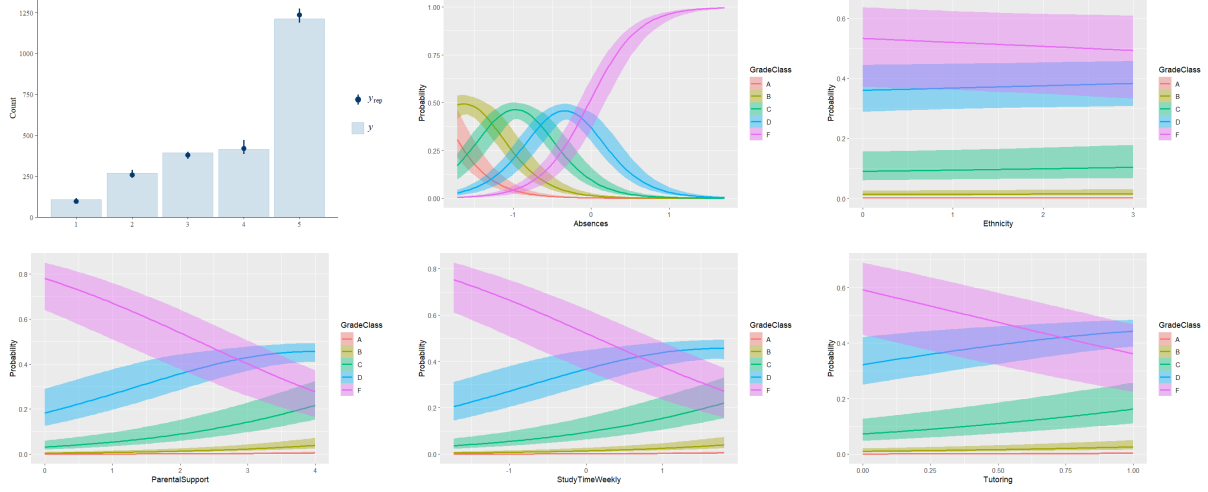 1250
1000
750
500
250
0
Count
1
2
3
4
5
y rep
y
1.00
0.75
0.50
0.25
0.00
Probability
-1
0
1
Absences
GradeClass
A
B
C
D
F
0.6
0.4
0.2
0.0
Probability
0
1
2
3
Ethnicity
GradeClass
A
B
C
D
F
0.8
0.6
0.4
0.2
0.0
Probability
0
1
2
3
4
ParentalSupport
GradeClass
A
B
C
D
F
0.8
0.6
0.4
0.2
0.0
Probability
-1
0
1
StudyTimeWeekly
GradeClass
A
B
C
D
F
0.6
0.4
0.2
0.0
Probability
0.00
0.25
0.50
0.75
1.00
Tutoring
GradeClass
A
B
C
D
F